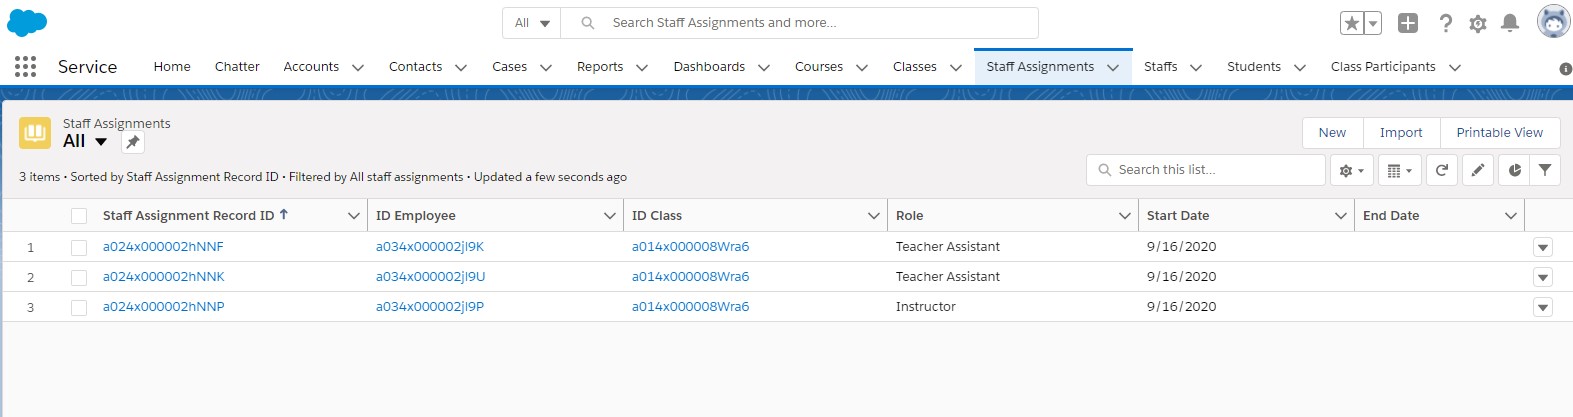 All Search Staff Assignments and more...
Service Home Chatter Accounts Contacts Cases Reports Dashboards Courses Classes Staff Assignments Staffs Students Class Participants
Staff Assignments
All
New Import Printable View
3 items • Sorted by Staff Assignment Record ID • Filtered by All staff assignments • Updated a few seconds ago
Search this list...
Staff Assignment Record ID ID Employee ID Class Role Start Date End Date
1 a024x000002hNNF a034x000002jI9K a014x000008Wra6 Teacher Assistant 9/16/2020
2 a024x000002hNNK a034x000002jI9U a014x000008Wra6 Teacher Assistant 9/16/2020
3 a024x000002hNNP a034x000002jI9P a014x000008Wra6 Instructor 9/16/2020